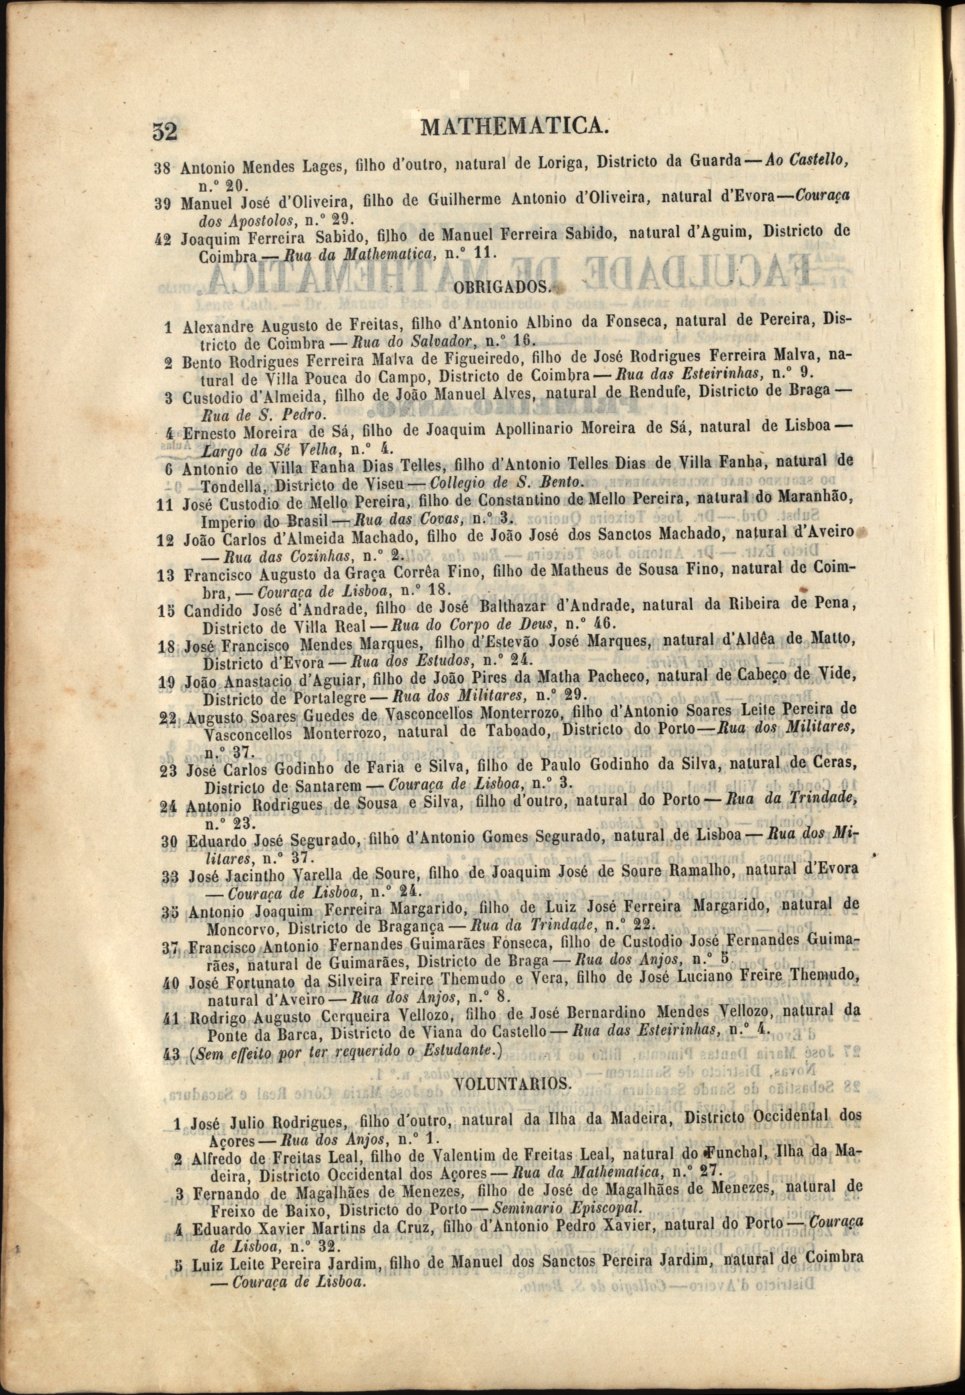 32
MATHEMATICA.
38 Antonio Mendes Lages, filho d'outro, natural de Loriga, Districto da Guarda—Ao Castello,
n.º 20.
39 Manuel José d'Oliveira, filho de Guilherme Antonio d'Oliveira, natural d'Evora—Couraça
dos Apostolos, n.º 29.
42 Joaquim Ferreira Sabido, filho de Manuel Ferreira Sabido, natural d'Aguim, Districto de
Coimbra—Rua da Mathematica, n.º 11.
OBRIGADOS.
1 Alexandre Augusto de Freitas, filho d'Antonio Albino da Fonseca, natural de Pereira, Dis-
tricto de Coimbra—Rua do Salvador, n.º 16.
2 Bento Rodrigues Ferreira Malva de Figueiredo, filho de José Rodrigues Ferreira Malva, na-
tural de Villa Pouca do Campo, Districto de Coimbra—Rua das Esteirinhas, n.º 9.
3 Custodio d'Almeida, filho de João Manuel Alves, natural de Rendufe, Districto de Braga—
Rua de S. Pedro.
4 Ernesto Moreira de Sá, filho de Joaquim Apollinario Moreira de Sá, natural de Lisboa—
Largo da Sé Velha, n.º 4.
6 Antonio de Villa Fanha Dias Telles, filho d'Antonio Telles Dias de Villa Fanha, natural de
Tondella, Districto de Viseu—Collegio de S. Bento.
11 José Custodio de Mello Pereira, filho de Constantino de Mello Pereira, natural do Maranhão,
Imperio do Brasil—Rua das Covas, n.º 3.
12 João Carlos d'Almeida Machado, filho de João José dos Sanctos Machado, natural d'Aveiro
—Rua das Cozinhas, n.º 2.
13 Francisco Augusto da Graça Corrêa Fino, filho de Matheus de Sousa Fino, natural de Coim-
bra,—Couraça de Lisboa, n.º 18.
15 Candido José d'Andrade, filho de José Balthazar d'Andrade, natural da Ribeira de Pena,
Districto de Villa Real—Rua do Corpo de Deus, n.º 46.
18 José Francisco Mendes Marques, filho d'Estevão José Marques, natural d'Aldêa de Matto,
Districto d'Evora—Rua dos Estudos, n.º 24.
19 João Anastacio d'Aguiar, filho de João Pires da Matha Pacheco, natural de Cabeço de Vide,
Districto de Portalegre—Rua dos Militares, n.º 29.
22 Augusto Soares Guedes de Vasconcellos Monterrozo, filho d'Antonio Soares Leite Pereira de
Vasconcellos Monterrozo, natural de Taboado, Districto do Porto—Rua dos Militares,
n.º 37.
23 José Carlos Godinho de Faria e Silva, filho de Paulo Godinho da Silva, natural de Ceras,
Districto de Santarem—Couraça de Lisboa, n.º 3.
24 Antonio Rodrigues de Sousa e Silva, filho d'outro, natural do Porto—Rua da Trindade,
n.º 23.
30 Eduardo José Segurado, filho d'Antonio Gomes Segurado, natural de Lisboa—Rua dos Mi-
litares, n.º 37.
33 José Jacintho Varella de Soure, filho de Joaquim José de Soure Ramalho, natural d'Evora
—Couraça de Lisboa, n.º 24.
35 Antonio Joaquim Ferreira Margarido, filho de Luiz José Ferreira Margarido, natural de
Moncorvo, Districto de Bragança—Rua da Trindade, n.º 22.
37 Francisco Antonio Fernandes Guimarães Fonseca, filho de Custodio José Fernandes Guima-
rães, natural de Guimarães, Districto de Braga—Rua dos Anjos, n.º 5.
40 José Fortunato da Silveira Freire Themudo e Vera, filho de José Luciano Freire Themudo,
natural d'Aveiro—Rua dos Anjos, n.º 8.
41 Rodrigo Augusto Cerqueira Vellozo, filho de José Bernardino Mendes Vellozo, natural da
Ponte da Barca, Districto de Viana do Castello—Rua das Esteirinhas, n.º 4.
43 (Sem effeito por ter requerido o Estudante.)
VOLUNTARIOS.
1 José Julio Rodrigues, filho d'outro, natural da Ilha da Madeira, Districto Occidental dos
Açores—Rua dos Anjos, n.º 1.
2 Alfredo de Freitas Leal, filho de Valentim de Freitas Leal, natural do Funchal, Ilha da Ma-
deira, Districto Occidental dos Açores—Rua da Mathematica, n.º 27.
3 Fernando de Magalhães de Menezes, filho de José de Magalhães de Menezes, natural de
Freixo de Baixo, Districto do Porto—Seminario Episcopal.
4 Eduardo Xavier Martins da Cruz, filho d'Antonio Pedro Xavier, natural do Porto—Couraça
de Lisboa, n.º 32.
5 Luiz Leite Pereira Jardim, filho de Manuel dos Sanctos Pereira Jardim, natural de Coimbra
—Couraça de Lisboa.